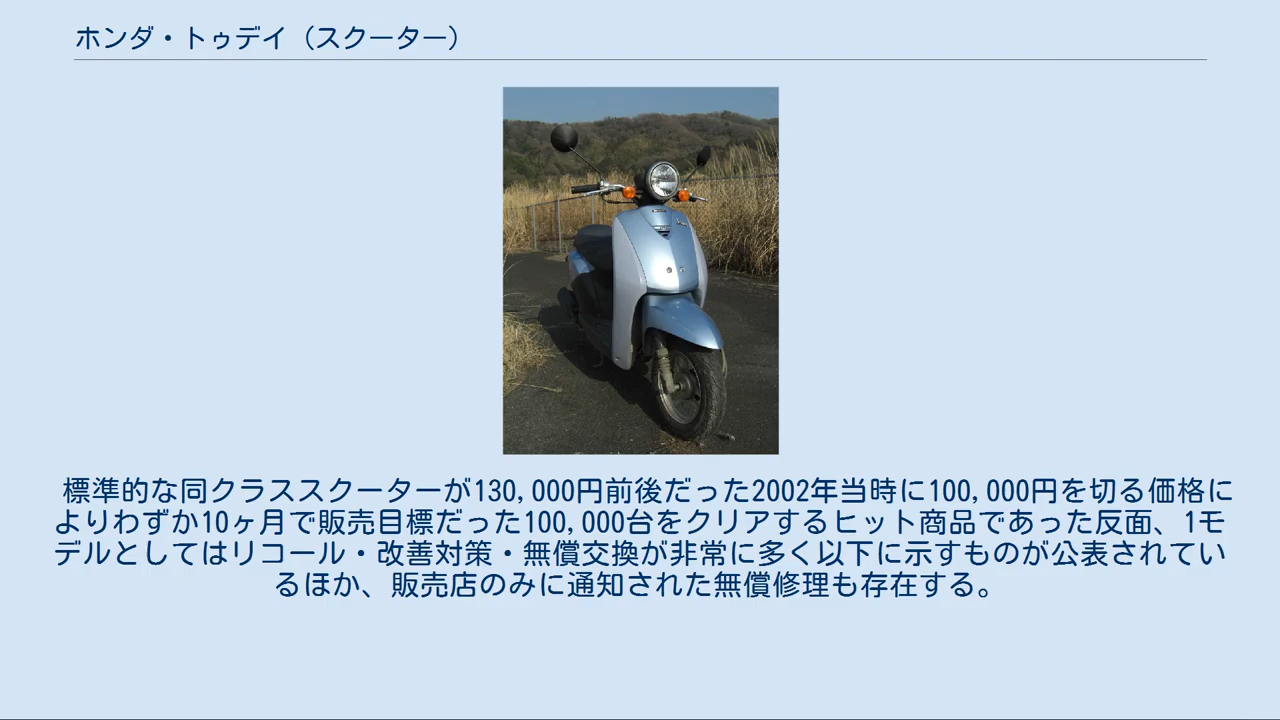 ホンダ・トゥデイ（スクーター）
標準的な同クラススクーターが130,000円前後だった2002年当時に100,000円を切る価格に
よりわずか10ヶ月で販売目標だった100,000台をクリアするヒット商品であった反面、1モ
デルとしてはリコール・改善対策・無償交換が非常に多く以下に示すものが公表されてい
るほか、販売店のみに通知された無償修理も存在する。